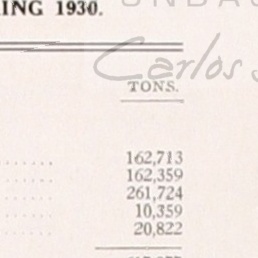 ING 1930.
Carlos
TONS.
...... 162,713
...... 162,359
...... 261,724
...... 10,359
...... 20,822